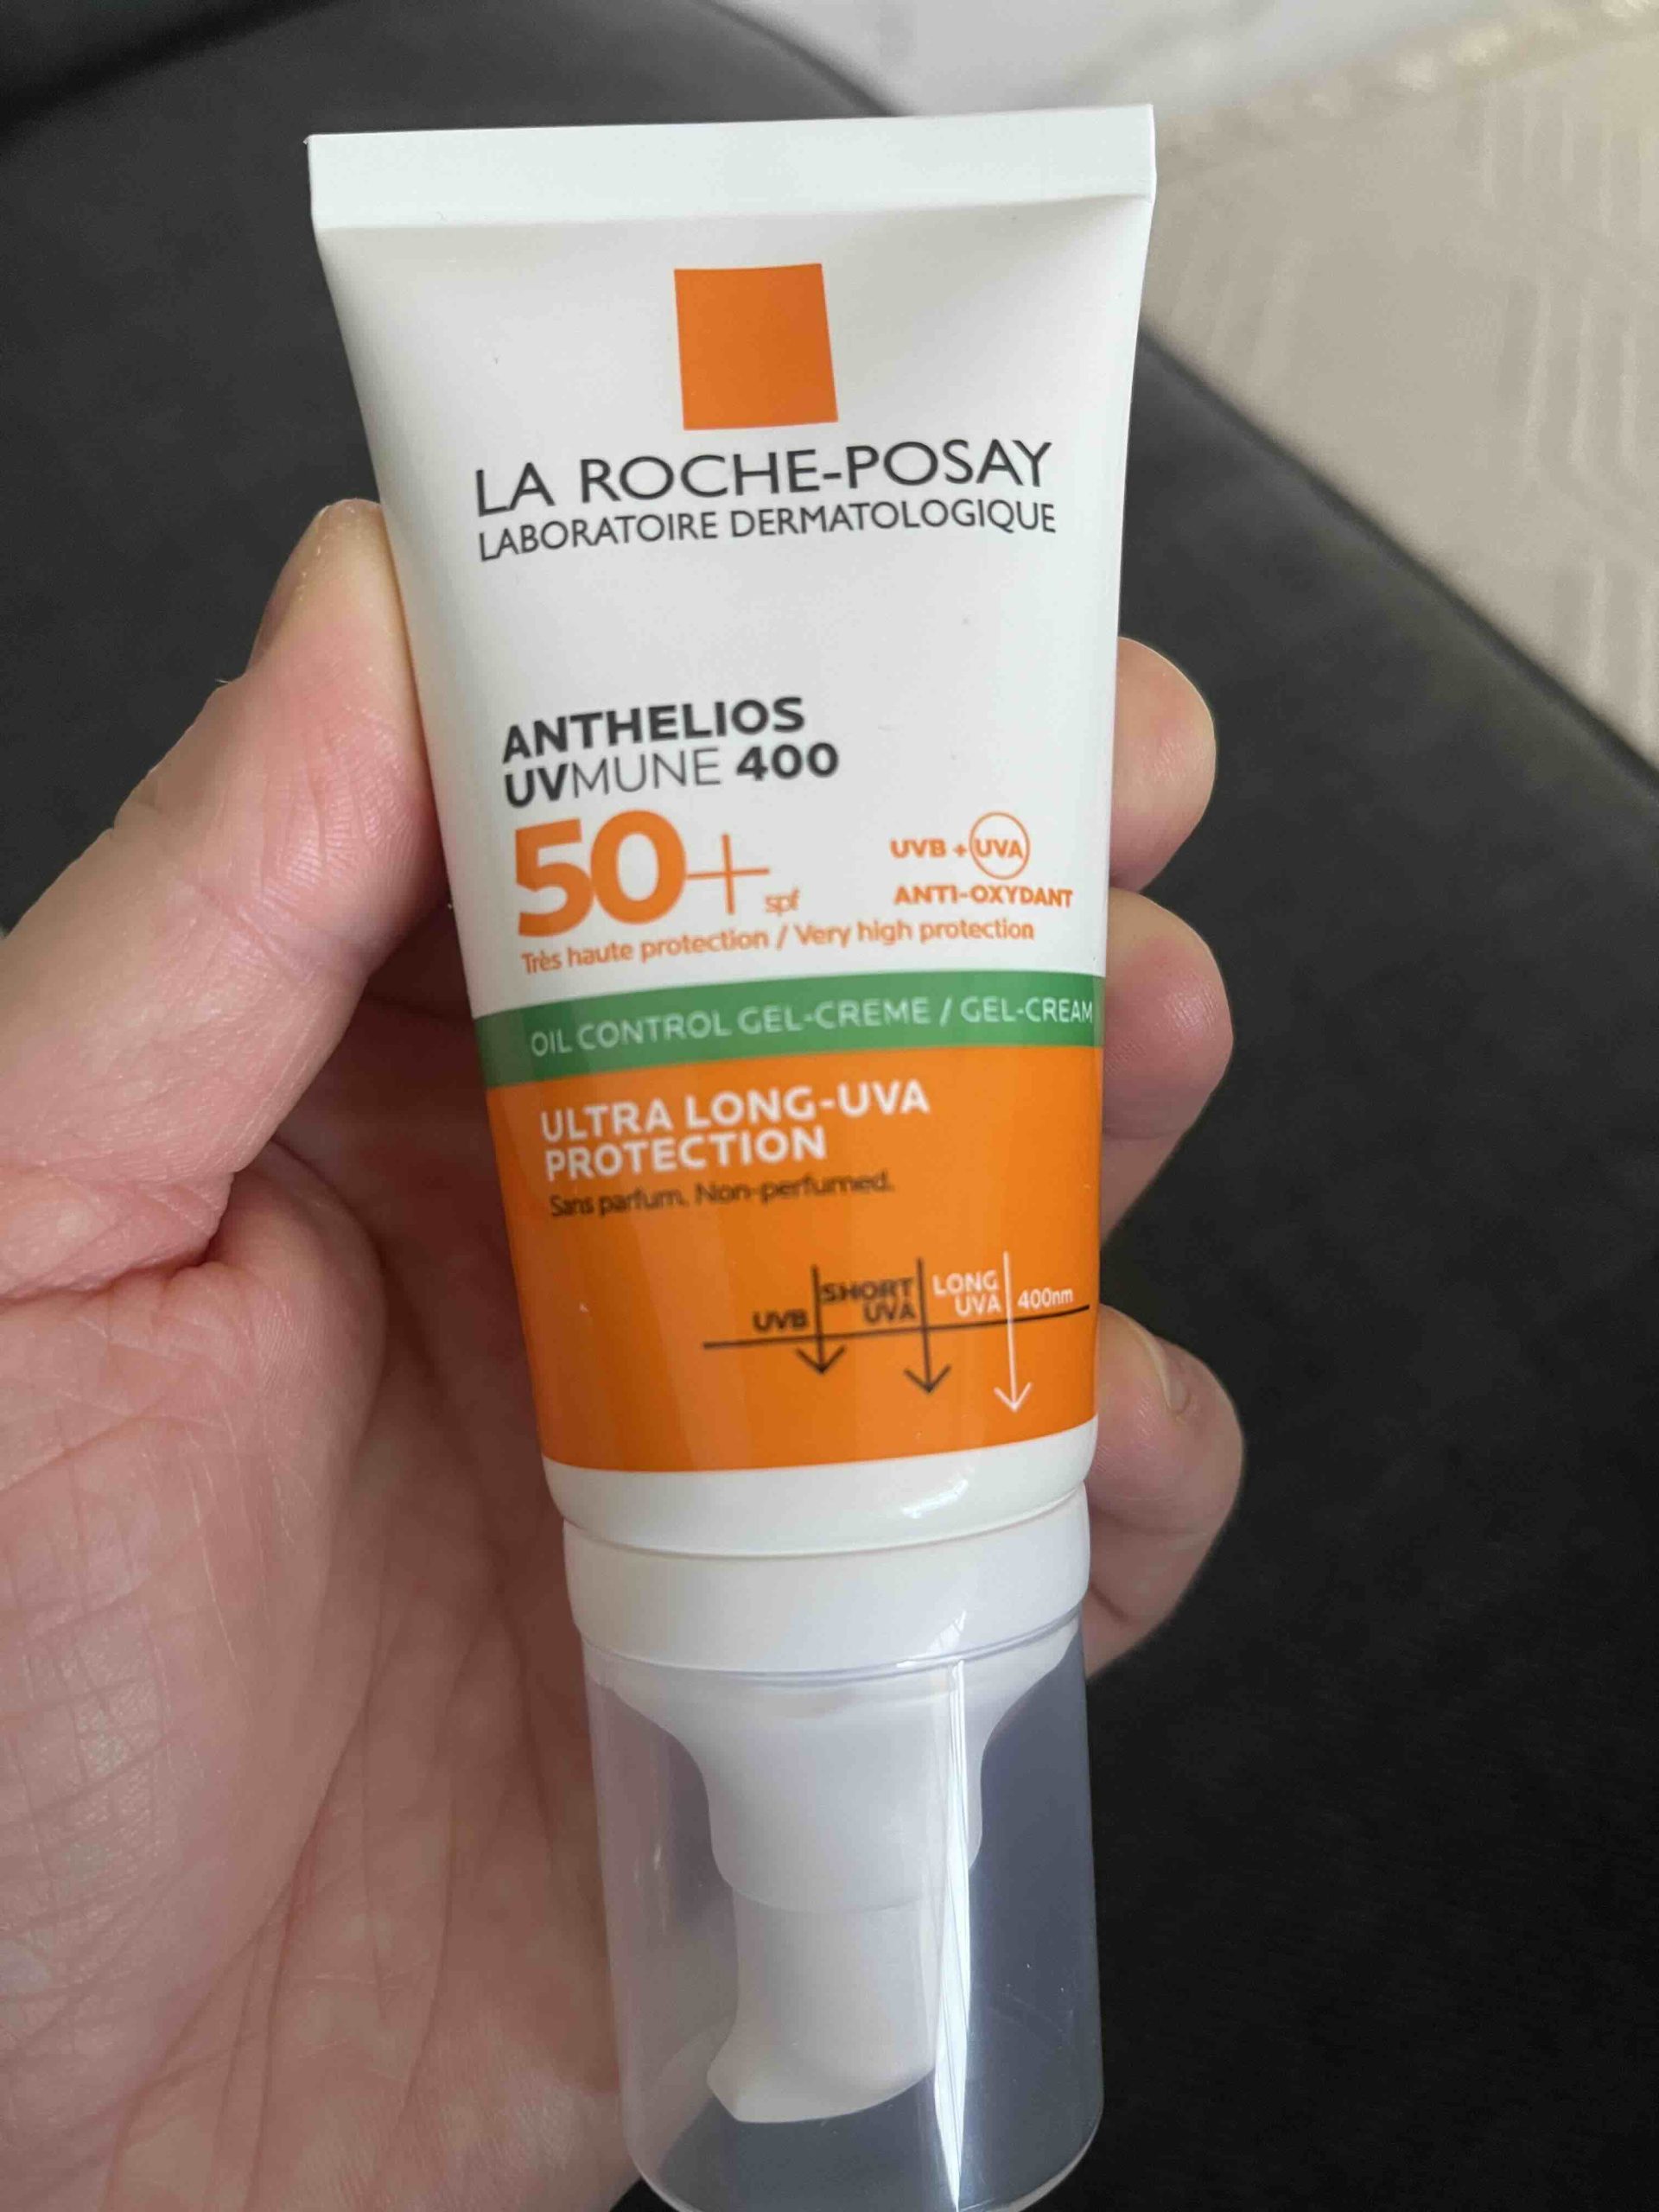 LA ROCHE-POSAY
LABORATOIRE DERMATOLOGIQUE
ANTHELIOS
UVMUNE 400
50+ spf
UVB + UVA
ANTI-OXYDANT
Très haute protection / Very high protection
OIL CONTROL GEL-CREME / GEL-CREAM
ULTRA LONG-UVA
PROTECTION
Sans parfum. Non-perfumed.
UVB
SHORT
UVA
LONG
UVA
400nm